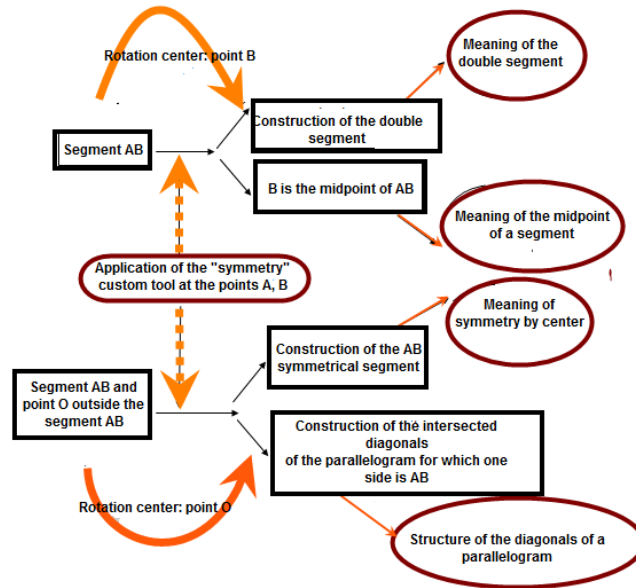 Meaning of the
double segment
Rotation center: point B
Construction of the double
segment
Segment AB
B is the midpoint of AB
Meaning of the midpoint
of a segment
Application of the "symmetry"
custom tool at the points A, B
Meaning of
symmetry by center
Construction of the AB
symmetrical segment
Segment AB and
point O outside the
segment AB
Construction of the intersected
diagonals
of the parallelogram for which one
side is AB
Rotation center: point O
Structure of the diagonals of a
parallelogram